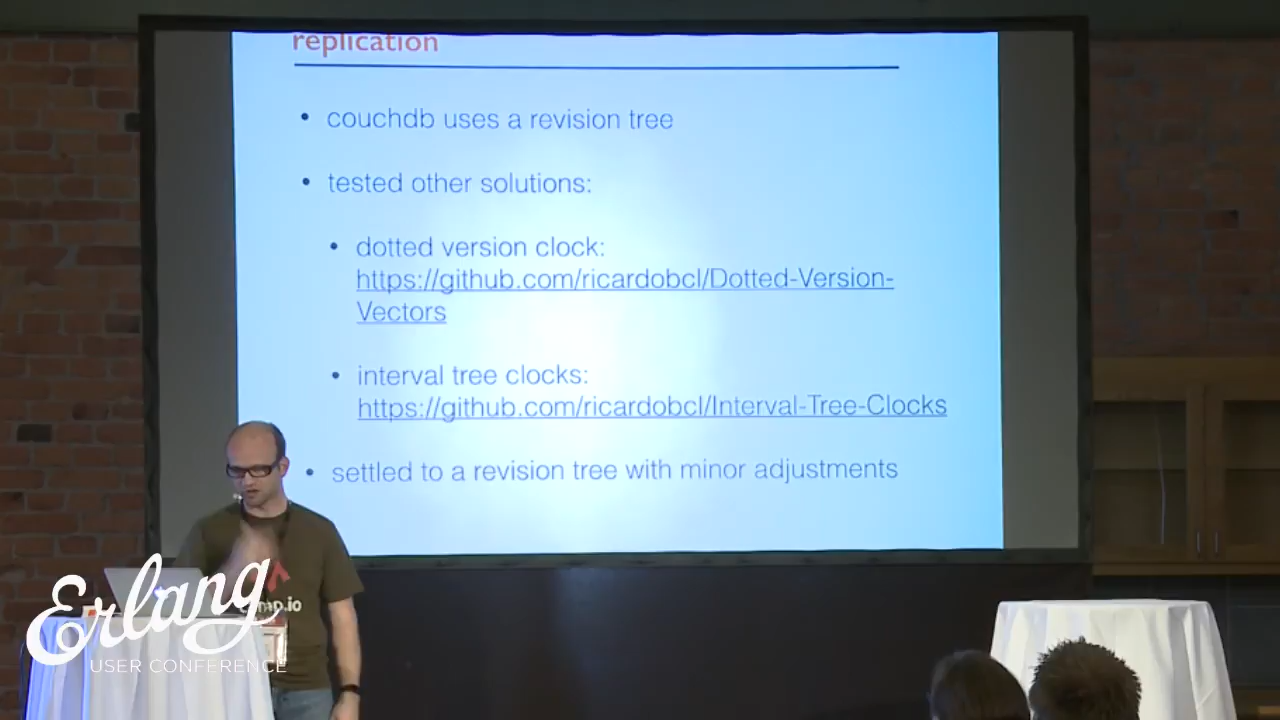 replication
• couchdb uses a revision tree
• tested other solutions:
• dotted version clock:
https://github.com/ricardobcl/Dotted-Version-
Vectors
• interval tree clocks:
https://github.com/ricardobcl/Interval-Tree-Clocks
• settled to a revision tree with minor adjustments
Erlang
USER CONFERENCE